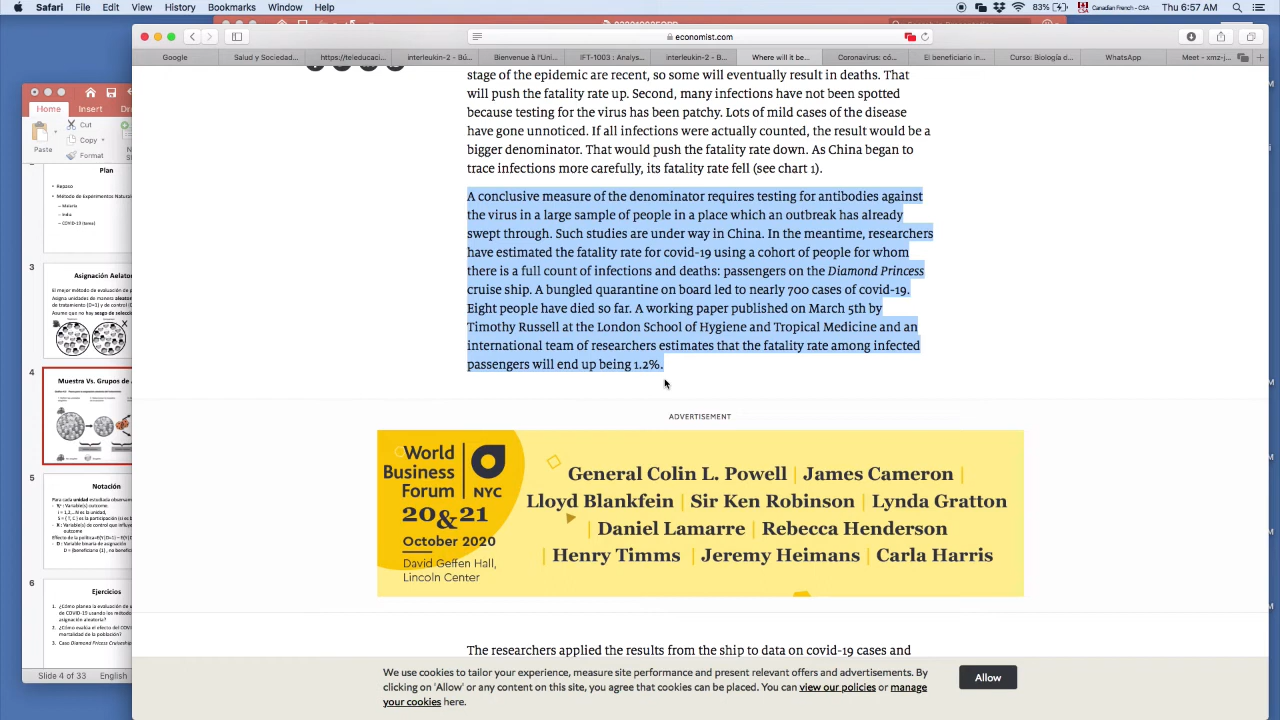 Safari File Edit View History Bookmarks Window Help
83% Canadian French - CSA Thu 6:57 AM
economist.com
Google Salud y Sociedad... https://teleducaci... interleukin-2 - Bú... Bienvenue à l'Uni... IFT-1003 : Analys... interleukin-2 - B... Where will it be... Coronavirus: có... El beneficiario in... Curso: Biología d... WhatsApp Meet – xmz-j...
stage of the epidemic are recent, so some will eventually result in deaths. That
will push the fatality rate up. Second, many infections have not been spotted
because testing for the virus has been patchy. Lots of mild cases of the disease
have gone unnoticed. If all infections were actually counted, the result would be a
bigger denominator. That would push the fatality rate down. As China began to
trace infections more carefully, its fatality rate fell (see chart 1).
A conclusive measure of the denominator requires testing for antibodies against
the virus in a large sample of people in a place which an outbreak has already
swept through. Such studies are under way in China. In the meantime, researchers
have estimated the fatality rate for covid-19 using a cohort of people for whom
there is a full count of infections and deaths: passengers on the Diamond Princess
cruise ship. A bungled quarantine on board led to nearly 700 cases of covid-19.
Eight people have died so far. A working paper published on March 5th by
Timothy Russell at the London School of Hygiene and Tropical Medicine and an
international team of researchers estimates that the fatality rate among infected
passengers will end up being 1.2%.
ADVERTISEMENT
World
Business
Forum NYC
20&21
October 2020
David Geffen Hall,
Lincoln Center
General Colin L. Powell | James Cameron |
Lloyd Blankfein | Sir Ken Robinson | Lynda Gratton
| Daniel Lamarre | Rebecca Henderson
| Henry Timms | Jeremy Heimans | Carla Harris
The researchers applied the results from the ship to data on covid-19 cases and
We use cookies to tailor your experience, measure site performance and present relevant offers and advertisements. By
clicking on 'Allow' or any content on this site, you agree that cookies can be placed. You can view our policies or manage
your cookies here.
Allow
Home Insert
Paste
Cut
Copy
Format
Plan
Repaso
COVID-19 (tarea)
3
Asignación
4
Muestra Vs. Grupos de
5
Notación
6
Ejercicios
Slide 4 of 33 English